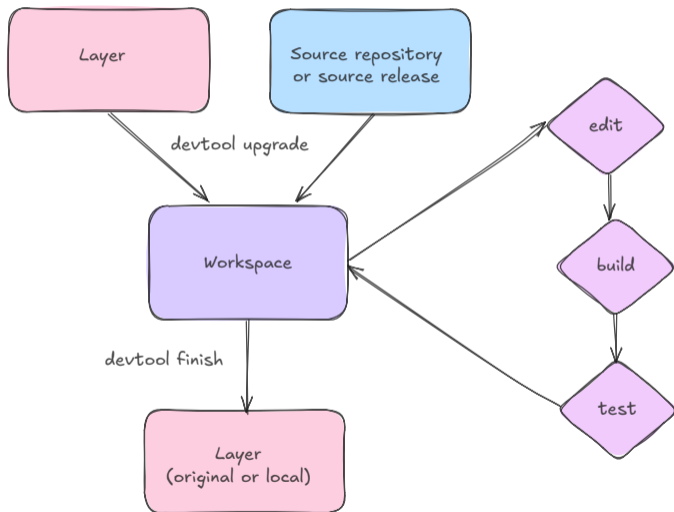 Layer
Source repository
or source release
devtool upgrade
edit
Workspace
build
devtool finish
test
Layer
(original or local)